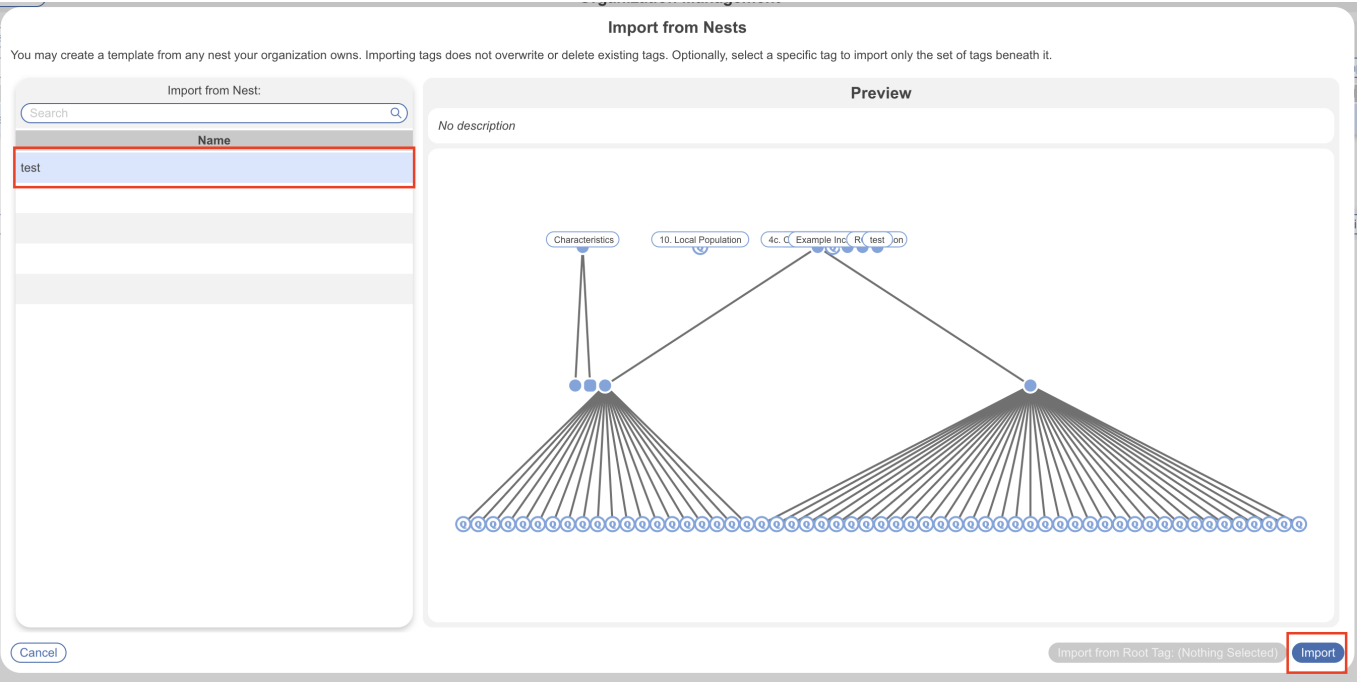 Import from Nests
You may create a template from any nest your organization owns. Importing tags does not overwrite or delete existing tags. Optionally, select a specific tag to import only the set of tags beneath it.
Import from Nest:
Search
Name
test
Preview
No description
Characteristics
10. Local Population
4c.
Example Inc
test
Cancel
Import from Root Tag: (Nothing Selected)
Import